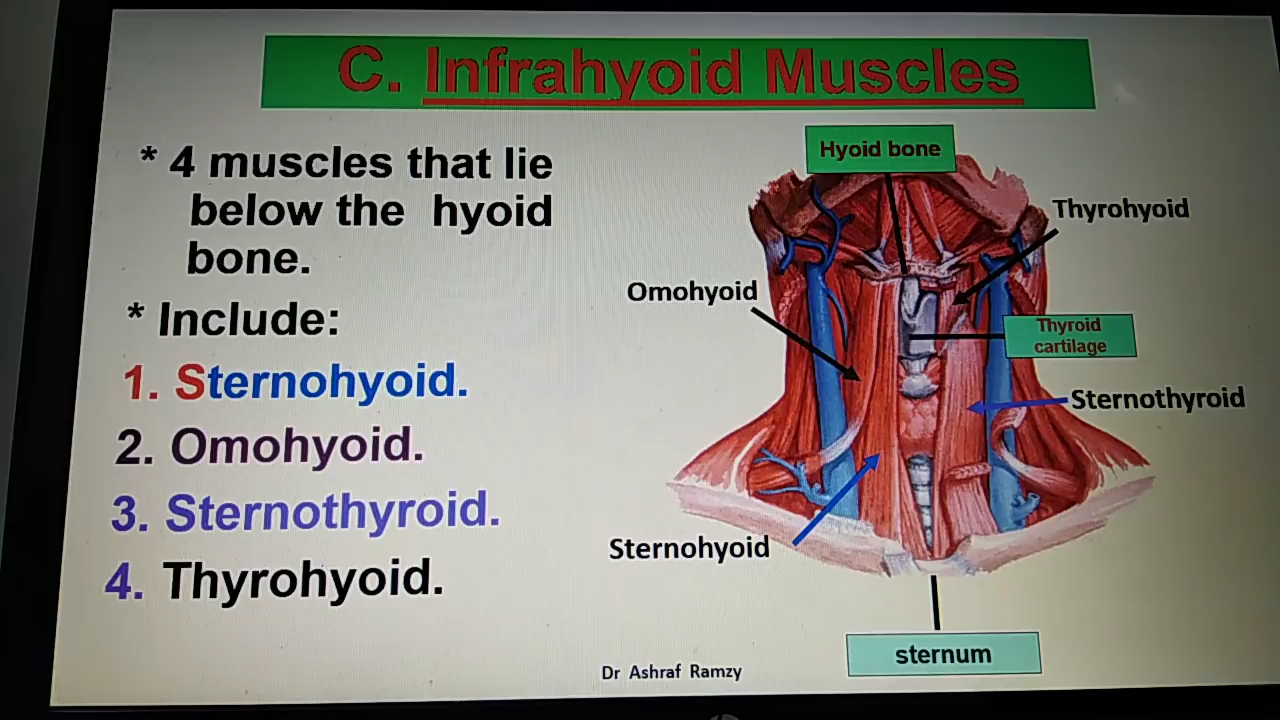 C. Infrahyoid Muscles
* 4 muscles that lie
below the hyoid
bone.
* Include:
1. Sternohyoid.
2. Omohyoid.
3. Sternothyroid.
4. Thyrohyoid.
Hyoid bone
Thyrohyoid
Omohyoid
Thyroid
cartilage
Sternothyroid
Sternohyoid
sternum
Dr Ashraf Ramzy